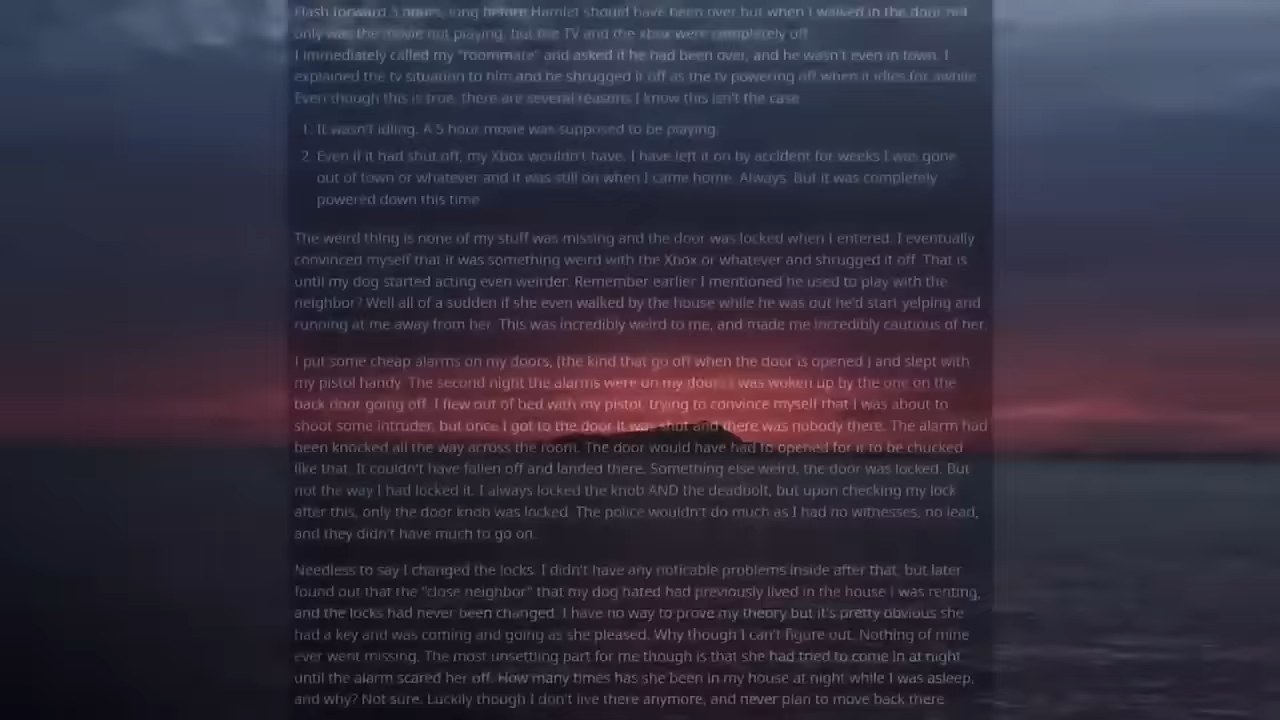 Flash forward 3 hours, long before Hamlet should have been over but when I walked in the door not
only was the movie not playing, but the TV and the xbox were completely off.
I immediately called my "roommate" and asked if he had been over, and he wasn't even in town. I
explained the tv situation to him and he shrugged it off as the tv powering off when it idles for awhile.
Even though this is true, there are several reasons I know this isn't the case
1. It wasn't idling. A 5 hour movie was supposed to be playing.
2. Even if it had shut off, my Xbox wouldn't have. I have left it on by accident for weeks I was gone
out of town or whatever and it was still on when I came home. Always. But it was completely
powered down this time
The weird thing is none of my stuff was missing and the door was locked when I entered. I eventually
convinced myself that it was something weird with the Xbox or whatever and shrugged it off. That is
until my dog started acting even weirder. Remember earlier I mentioned he used to play with the
neighbor? Well all of a sudden if she even walked by the house while he was out he'd start yelping and
running at me away from her. This was incredibly weird to me, and made me incredibly cautious of her.
I put some cheap alarms on my doors, (the kind that go off when the door is opened ) and slept with
my pistol handy. The second night the alarms were on my door I was woken up by the one on the
back door going off. I flew out of bed with my pistol, trying to convince myself that I was about to
shoot some intruder, but once I got to the door it was shut and there was nobody there. The alarm had
been knocked all the way across the room. The door would have had to opened for it to be chucked
like that. It couldn't have fallen off and landed there. Something else weird, the door was locked. But
not the way I had locked it. I always locked the knob AND the deadbolt, but upon checking my lock
after this, only the door knob was locked. The police wouldn't do much as I had no witnesses, no lead,
and they didn't have much to go on.
Needless to say I changed the locks. I didn't have any noticable problems inside after that, but later
found out that the "close neighbor" that my dog hated had previously lived in the house I was renting,
and the locks had never been changed. I have no way to prove my theory but it's pretty obvious she
had a key and was coming and going as she pleased. Why though I can't figure out. Nothing of mine
ever went missing. The most unsettling part for me though is that she had tried to come in at night
until the alarm scared her off. How many times has she been in my house at night while I was asleep,
and why? Not sure. Luckily though I don't live there anymore, and never plan to move back there.